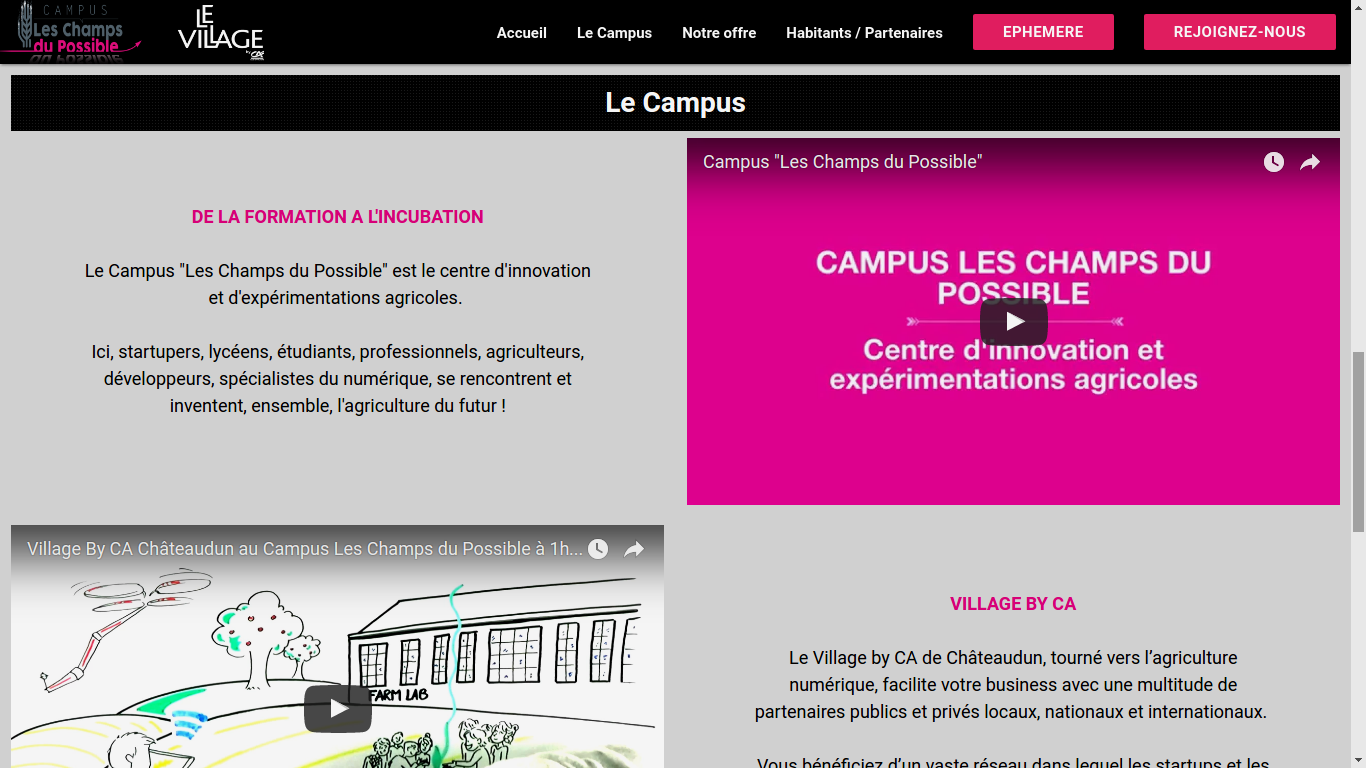 CAMPUS
Les Champs
du Possible
LE
VILLAGE
by CA
Accueil
Le Campus
Notre offre
Habitants / Partenaires
EPHEMERE
REJOIGNEZ-NOUS
Le Campus
DE LA FORMATION A L'INCUBATION
Le Campus "Les Champs du Possible" est le centre d'innovation
et d'expérimentations agricoles.
Ici, startupers, lycéens, étudiants, professionnels, agriculteurs,
développeurs, spécialistes du numérique, se rencontrent et
inventent, ensemble, l'agriculture du futur !
Campus "Les Champs du Possible"
CAMPUS LES CHAMPS DU
POSSIBLE
Centre d'innovation et
expérimentations agricoles
Village By CA Châteaudun au Campus Les Champs du Possible à 1h...
FARM LAB
VILLAGE BY CA
Le Village by CA de Châteaudun, tourné vers l’agriculture
numérique, facilite votre business avec une multitude de
partenaires publics et privés locaux, nationaux et internationaux.
Vous bénéficiez d’un vaste réseau dans lequel les startups et les